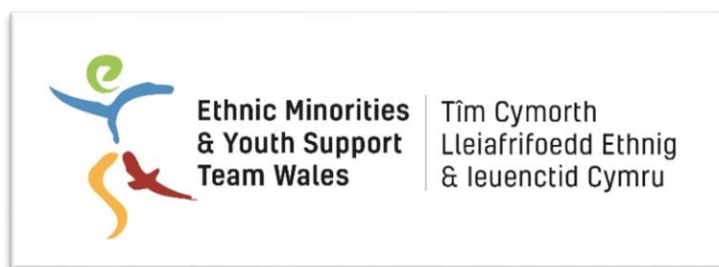 Ethnic Minorities
& Youth Support
Team Wales
Tîm Cymorth
Lleiafrifoedd Ethnig
& Ieuenctid Cymru